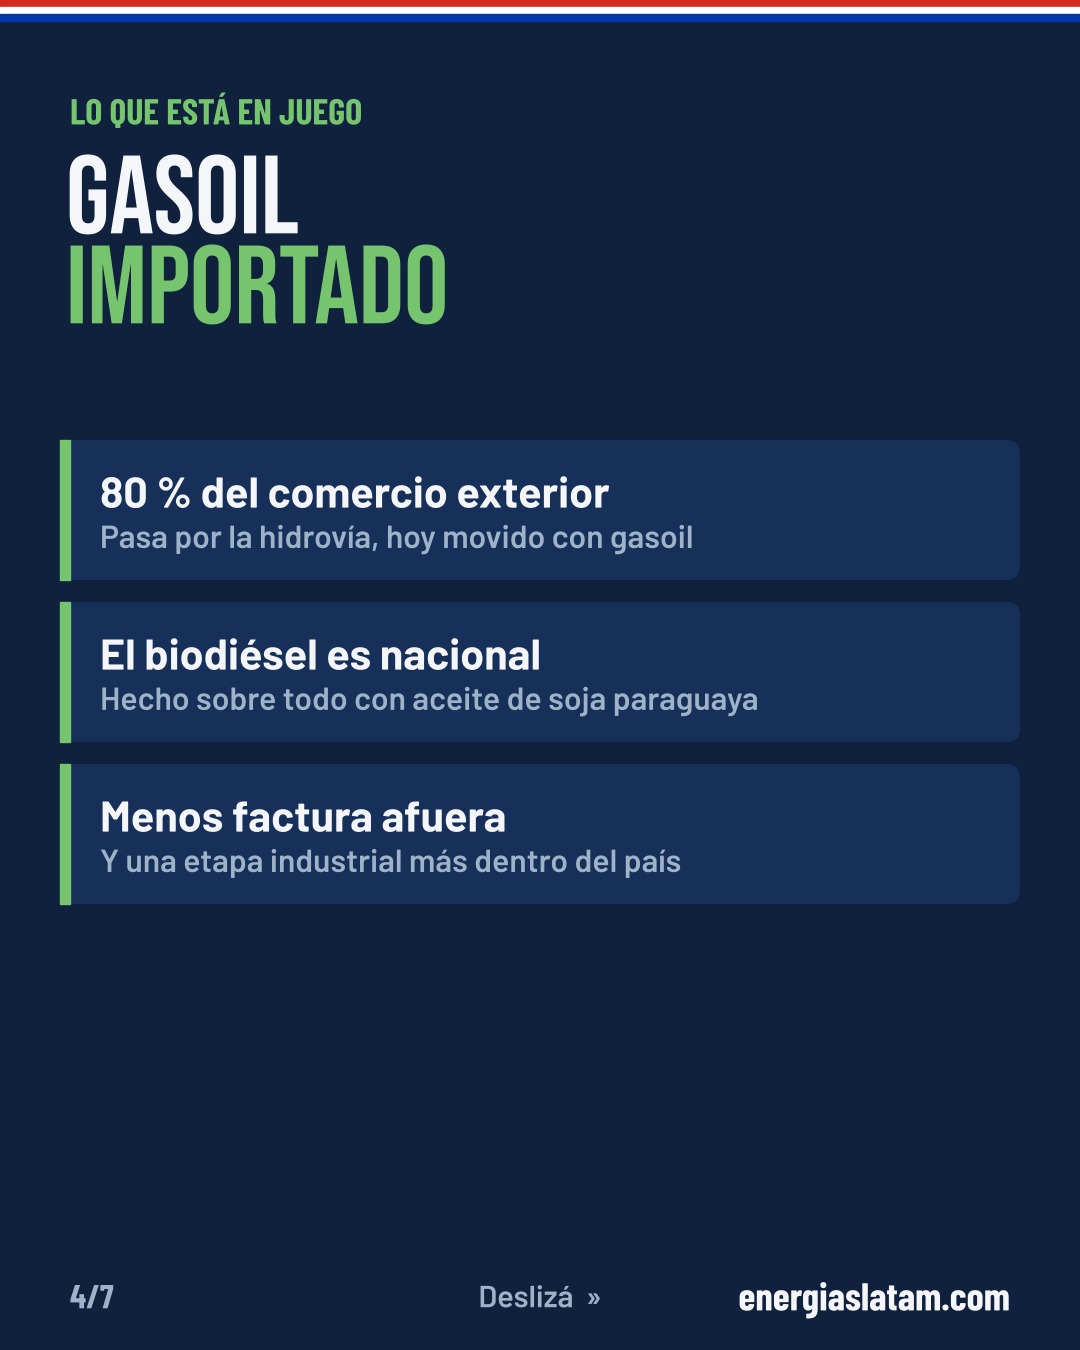 LO QUE ESTÁ EN JUEGO
GASOIL
IMPORTADO
80 % del comercio exterior
Pasa por la hidrovía, hoy movido con gasoil
El biodiésel es nacional
Hecho sobre todo con aceite de soja paraguaya
Menos factura afuera
Y una etapa industrial más dentro del país
4/7
Deslizá »
energiaslatam.com